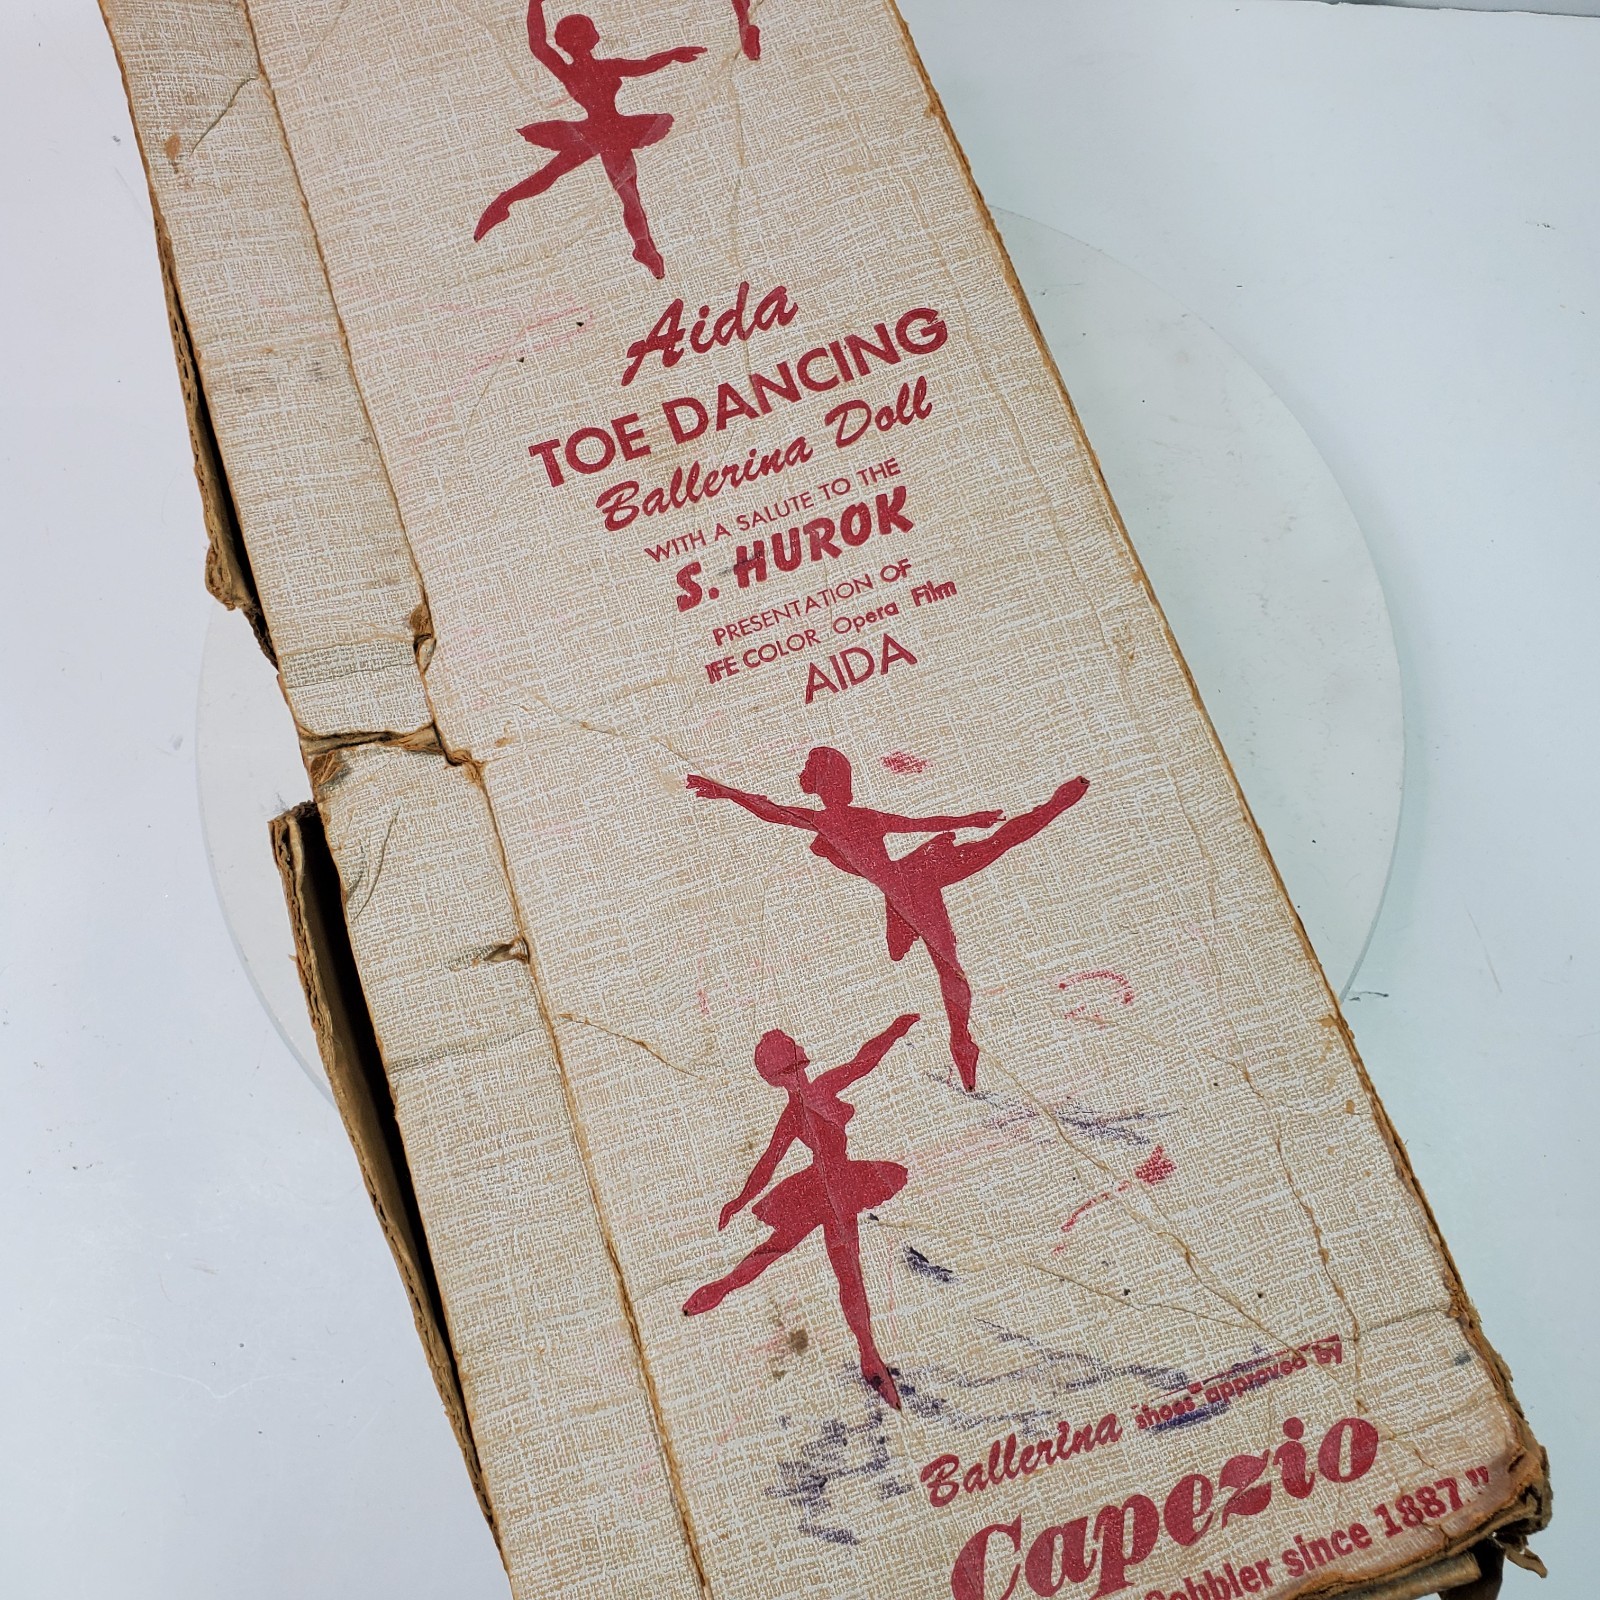 Aida
TOE DANCING
Ballerina Doll
WITH A SALUTE TO THE
S. HUROK
PRESENTATION OF
IFE COLOR Opera Film
AIDA
Ballerina shoes approved by
Capezio
Cobbler since 1887."